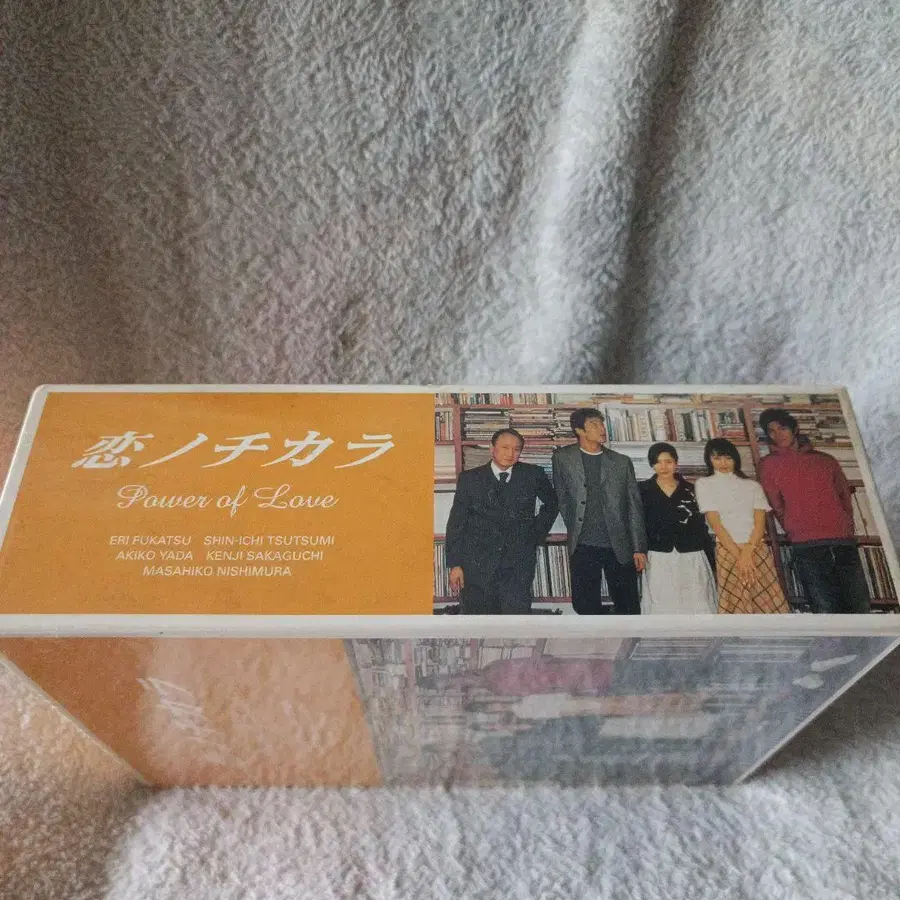 恋ノチカラ
Power of Love
ERI FUKATSU SHIN-ICHI TSUTSUMI
AKIKO YADA KENJI SAKAGUCHI
MASAHIKO NISHIMURA